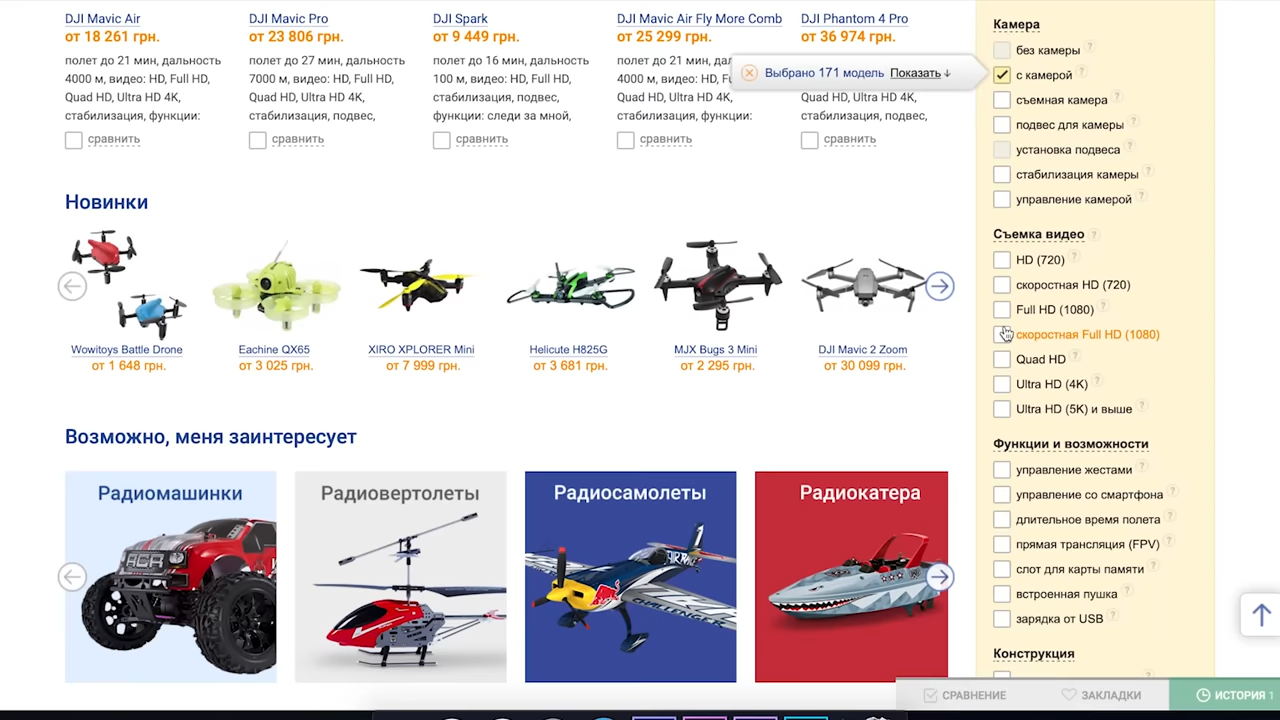 DJI Mavic Air
от 18 261 грн.
полет до 21 мин, дальность
4000 м, видео: HD, Full HD,
Quad HD, Ultra HD 4K,
стабилизация, функции:
сравнить
DJI Mavic Pro
от 23 806 грн.
полет до 27 мин, дальность
7000 м, видео: HD, Full HD,
Quad HD, Ultra HD 4K,
стабилизация, подвес,
сравнить
DJI Spark
от 9 449 грн.
полет до 16 мин, дальность
100 м, видео: HD, Full HD,
стабилизация, подвес,
функции: следи за мной,
сравнить
DJI Mavic Air Fly More Comb
от 25 299 грн.
полет до 21 мин,
4000 м, видео: HD,
Quad HD, Ultra HD 4K,
стабилизация, функции:
сравнить
DJI Phantom 4 Pro
от 36 974 грн.
Quad HD, Ultra HD 4K,
стабилизация, подвес,
сравнить
Выбрано 171 модель Показать
Новинки
Wowitoys Battle Drone
от 1 648 грн.
Eachine QX65
от 3 025 грн.
XIRO XPLORER Mini
от 7 999 грн.
Helicute H825G
от 3 681 грн.
MJX Bugs 3 Mini
от 2 295 грн.
DJI Mavic 2 Zoom
от 30 099 грн.
Возможно, меня заинтересует
Радиомашинки
Радиовертолеты
Радиосамолеты
Радиокатера
Камера
без камеры ?
с камерой ?
съемная камера ?
подвес для камеры ?
установка подвеса ?
стабилизация камеры ?
управление камерой ?
Съемка видео ?
HD (720) ?
скоростная HD (720)
Full HD (1080) ?
скоростная Full HD (1080)
Quad HD ?
Ultra HD (4K) ?
Ultra HD (5K) и выше ?
Функции и возможности
управление жестами ?
управление со смартфона ?
длительное время полета ?
прямая трансляция (FPV) ?
слот для карты памяти ?
встроенная пушка ?
зарядка от USB ?
Конструкция
СРАВНЕНИЕ
ЗАКЛАДКИ
ИСТОРИЯ 1